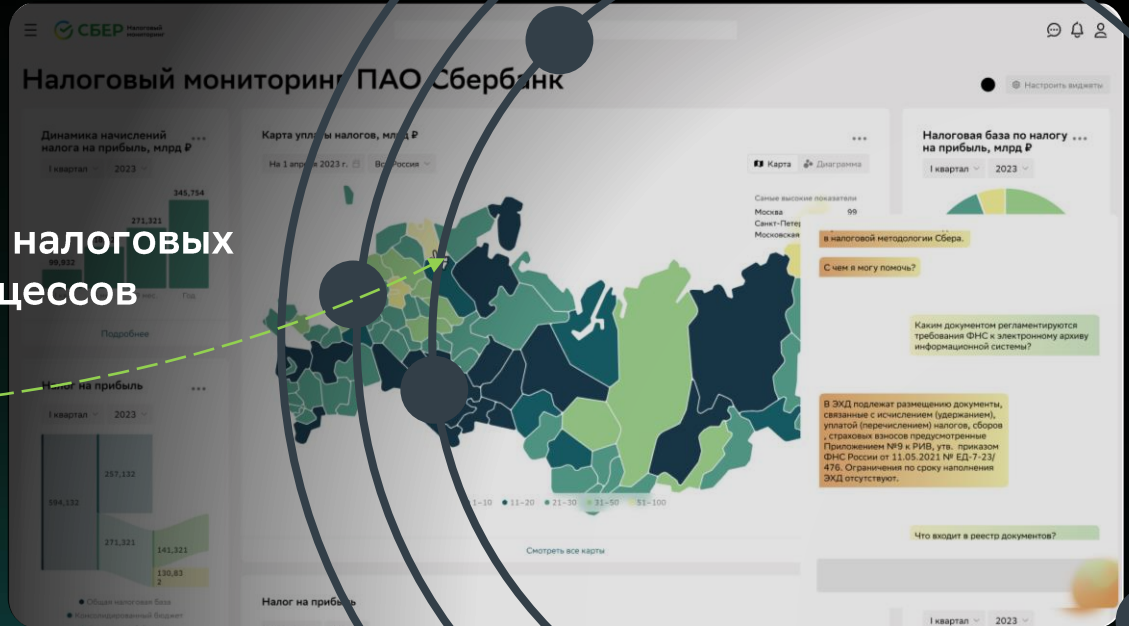 СБЕР Налоговый
мониторинг
Налоговый мониторинг ПАО Сбербанк
Настроить виджеты
Динамика начислений
налога на прибыль, млрд ₽
I квартал 2023
345,754
271,321
99,932
мес. Год
Подробнее
налоговых
цессов
Налог на прибыль
I квартал 2023
257,132
594,132
271,321
141,321
130,83
2
Общая налоговая база
Консолидированный бюджет
Карта уплаты налогов, млрд ₽
На 1 апреля 2023 г. Вся Россия
Карта Диаграмма
Самые высокие показатели
Москва 99
Санкт-Петер
Московская
1–10 11–20 21–30 31–50 51–100
Смотреть все карты
Налог на прибыль
Налоговая база по налогу
на прибыль, млрд ₽
I квартал 2023
в налоговой методологии Сбера.
С чем я могу помочь?
Каким документом регламентируются
требования ФНС к электронному архиву
информационной системы?
В ЭХД подлежат размещению документы,
связанные с исчислением (удержанием),
уплатой (перечислением) налогов, сборов
, страховых взносов предусмотренные
Приложением №9 к РИВ, утв. приказом
ФНС России от 11.05.2021 № ЕД-7-23/
476. Ограничения по сроку наполнения
ЭХД отсутствуют.
Что входит в реестр документов?
I квартал 2023